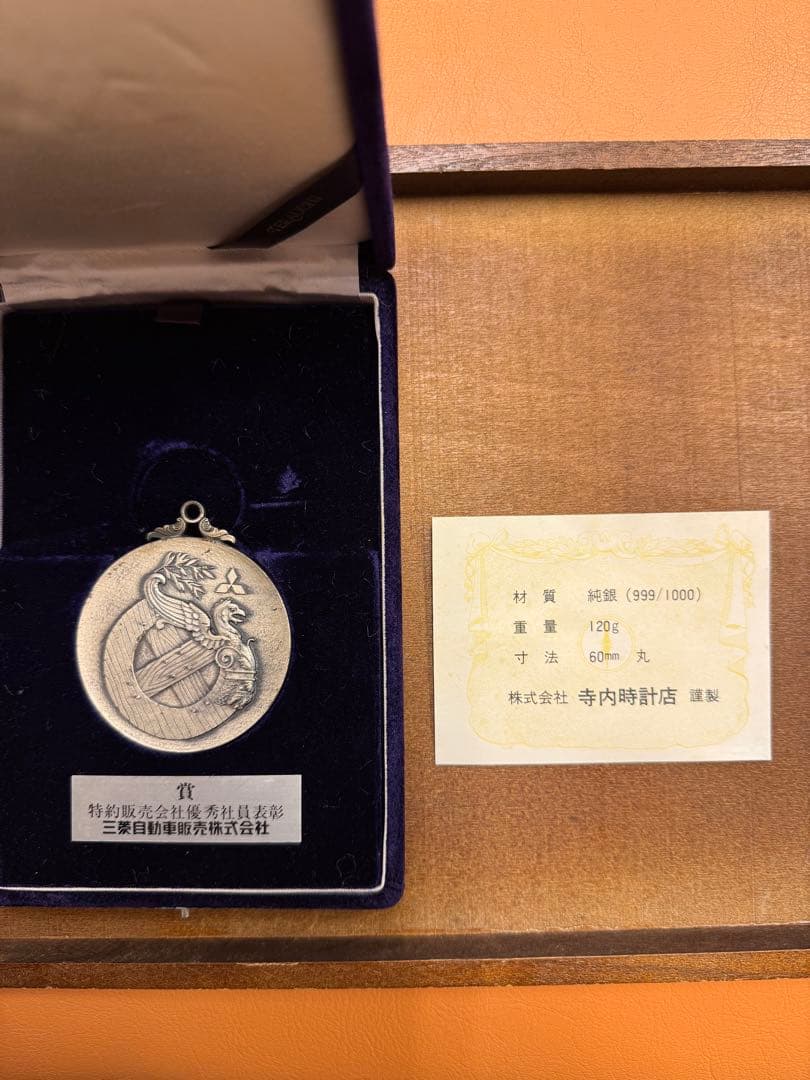 賞
特約販売会社優秀社員表彰
三菱自動車販売株式会社
材 質 純銀 (999/1000)
重 量 120g
寸 法 60mm 丸
株式会社 寺内時計店 謹製